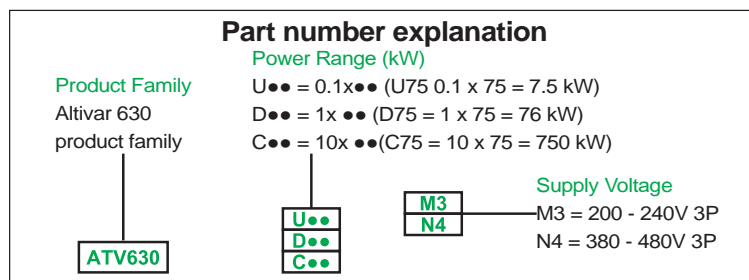 Part number explanation
Product Family
Altivar 630
product family
ATV630
Power Range (kW)
U●● = 0.1x●● (U75 0.1 x 75 = 7.5 kW)
D●● = 1x ●● (D75 = 1 x 75 = 76 kW)
C●● = 10x ●●(C75 = 10 x 75 = 750 kW)
U●●
D●●
C●●
M3
N4
Supply Voltage
M3 = 200 - 240V 3P
N4 = 380 - 480V 3P